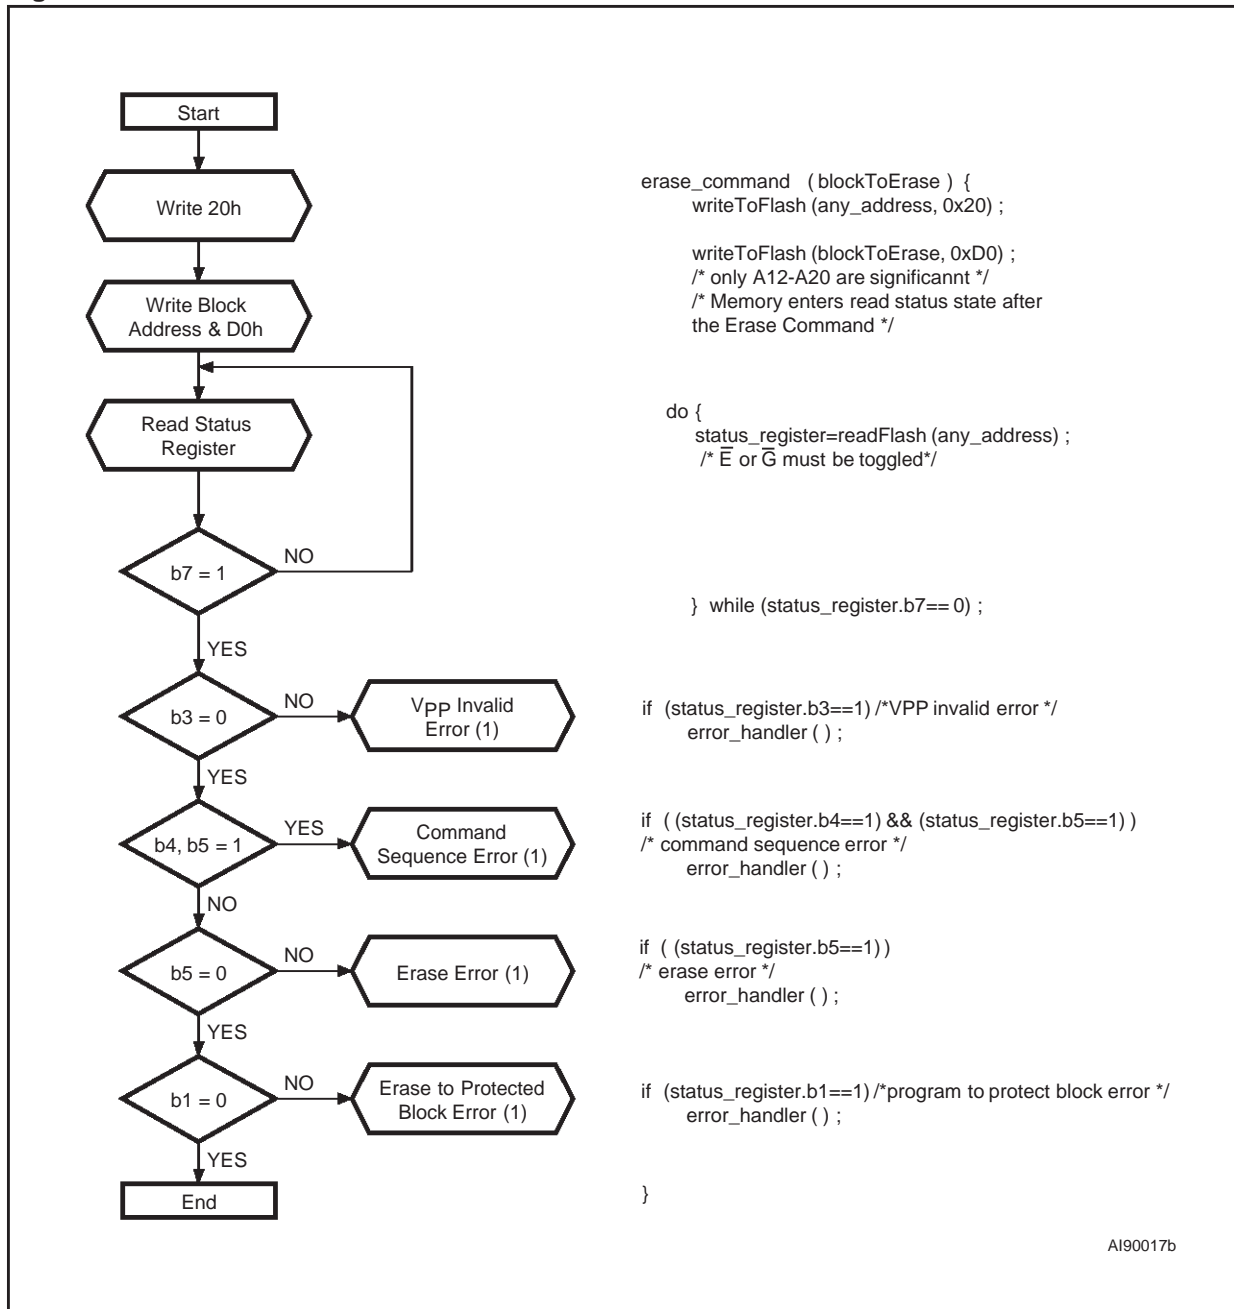 Start
Write 20h
Write Block
Address & D0h
Read Status
Register
b7 = 1
NO
YES
b3 = 0
NO
VPP Invalid
Error (1)
YES
b4, b5 = 1
YES
Command
Sequence Error (1)
NO
b5 = 0
NO
Erase Error (1)
YES
b1 = 0
NO
Erase to Protected
Block Error (1)
YES
End
erase_command ( blockToErase ) {
writeToFlash (any_address, 0x20) ;
writeToFlash (blockToErase, 0xD0) ;
/* only A12-A20 are significannt */
/* Memory enters read status state after
the Erase Command */
do {
status_register=readFlash (any_address) ;
/* E̅ or G̅ must be toggled*/
} while (status_register.b7== 0) ;
if (status_register.b3==1) /*VPP invalid error */
error_handler ( ) ;
if ( (status_register.b4==1) && (status_register.b5==1) )
/* command sequence error */
error_handler ( ) ;
if ( (status_register.b5==1) )
/* erase error */
error_handler ( ) ;
if (status_register.b1==1) /*program to protect block error */
error_handler ( ) ;
}
AI90017b